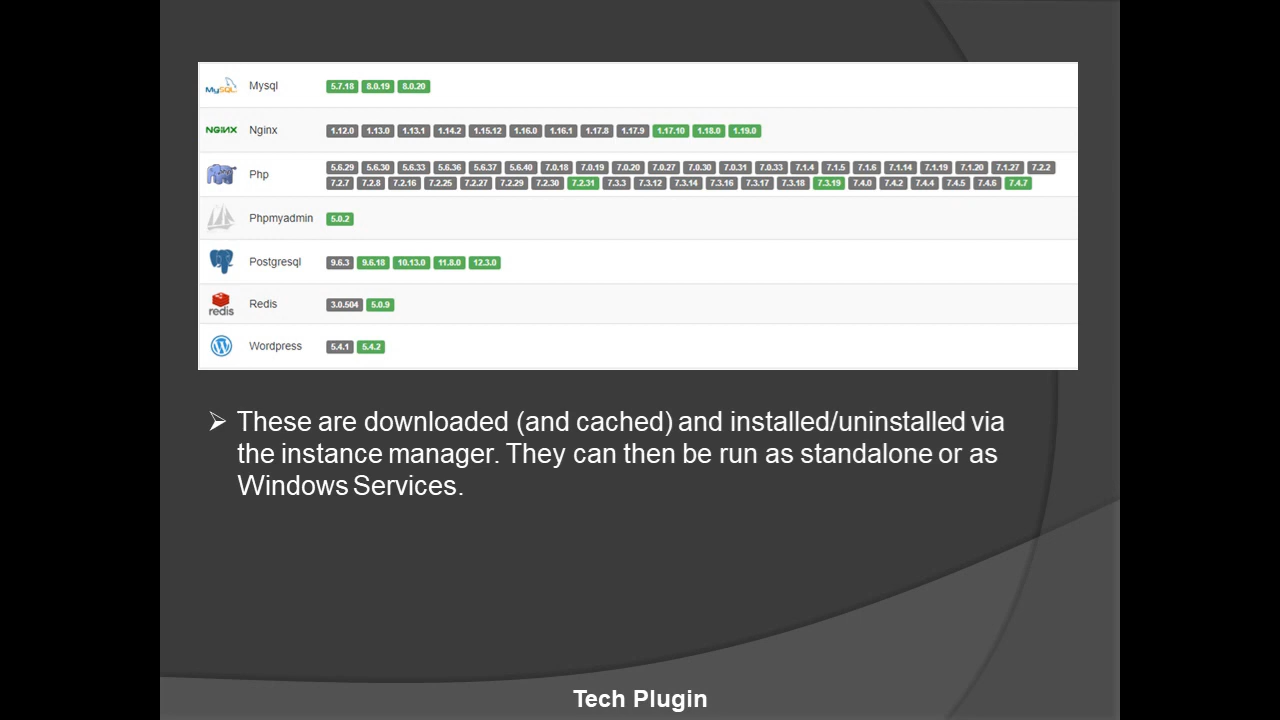 MySQL Mysql 5.7.18 8.0.19 8.0.20
NGINX Nginx 1.12.0 1.13.0 1.13.1 1.14.2 1.15.12 1.16.0 1.16.1 1.17.8 1.17.9 1.17.10 1.18.0 1.19.0
5.6.29 5.6.30 5.6.33 5.6.36 5.6.37 5.6.40 7.0.18 7.0.19 7.0.20 7.0.27 7.0.30 7.0.31 7.0.33 7.1.4 7.1.5 7.1.6 7.1.14 7.1.19 7.1.20 7.1.27 7.2.2
Php
7.2.7 7.2.8 7.2.16 7.2.25 7.2.27 7.2.29 7.2.30 7.2.31 7.3.3 7.3.12 7.3.14 7.3.16 7.3.17 7.3.18 7.3.19 7.4.0 7.4.2 7.4.4 7.4.5 7.4.6 7.4.7
Phpmyadmin 5.0.2
Postgresql 9.6.3 9.6.18 10.13.0 11.8.0 12.3.0
redis Redis 3.0.504 5.0.9
Wordpress 5.4.1 5.4.2
These are downloaded (and cached) and installed/uninstalled via
the instance manager. They can then be run as standalone or as
Windows Services.
Tech Plugin